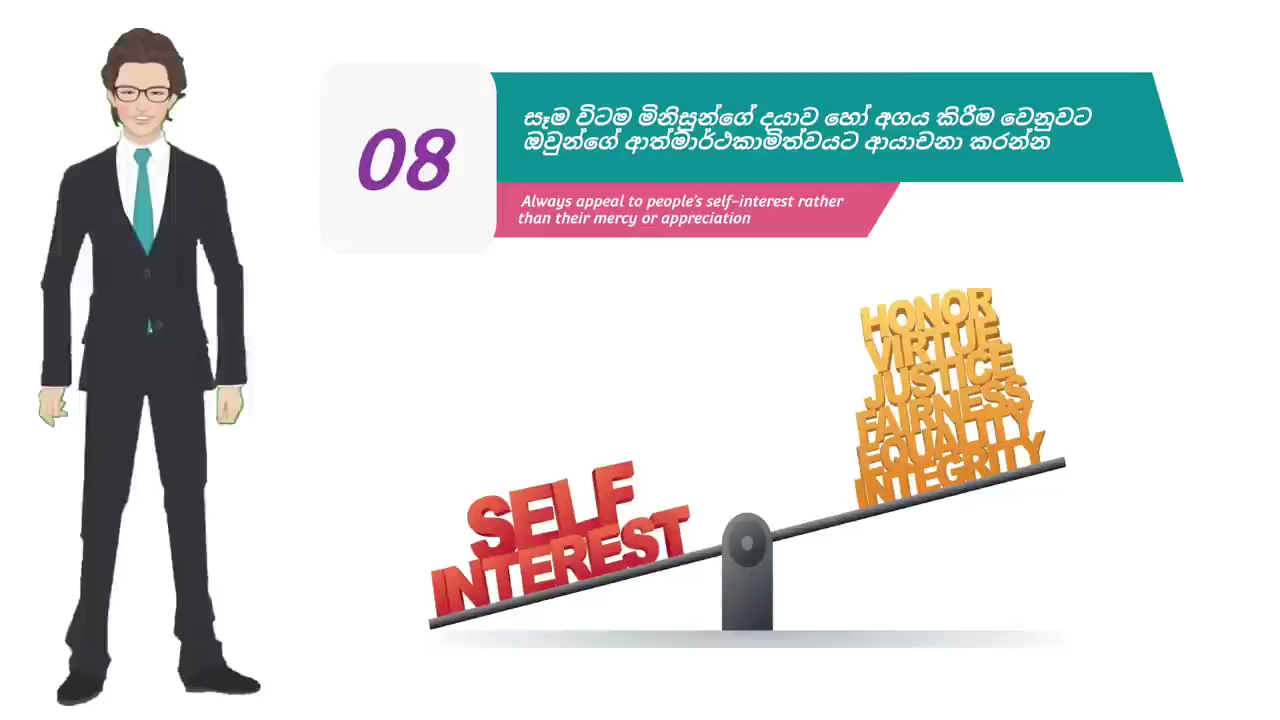 08
සෑම විටම මිනිසුන්ගේ දයාව හෝ අගය කිරීම වෙනුවට
ඔවුන්ගේ ආත්මාර්ථකාමිත්වයට ආයාචනා කරන්න
Always appeal to people's self-interest rather
than their mercy or appreciation
HONOR
VIRTUE
JUSTICE
FAIRNESS
EQUALITY
INTEGRITY
SELF
INTEREST